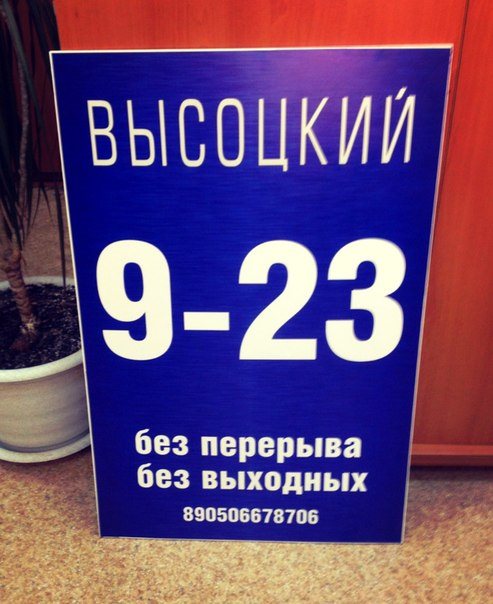 ВЫСОЦКИЙ
9-23
без перерыва
без выходных
890506678706